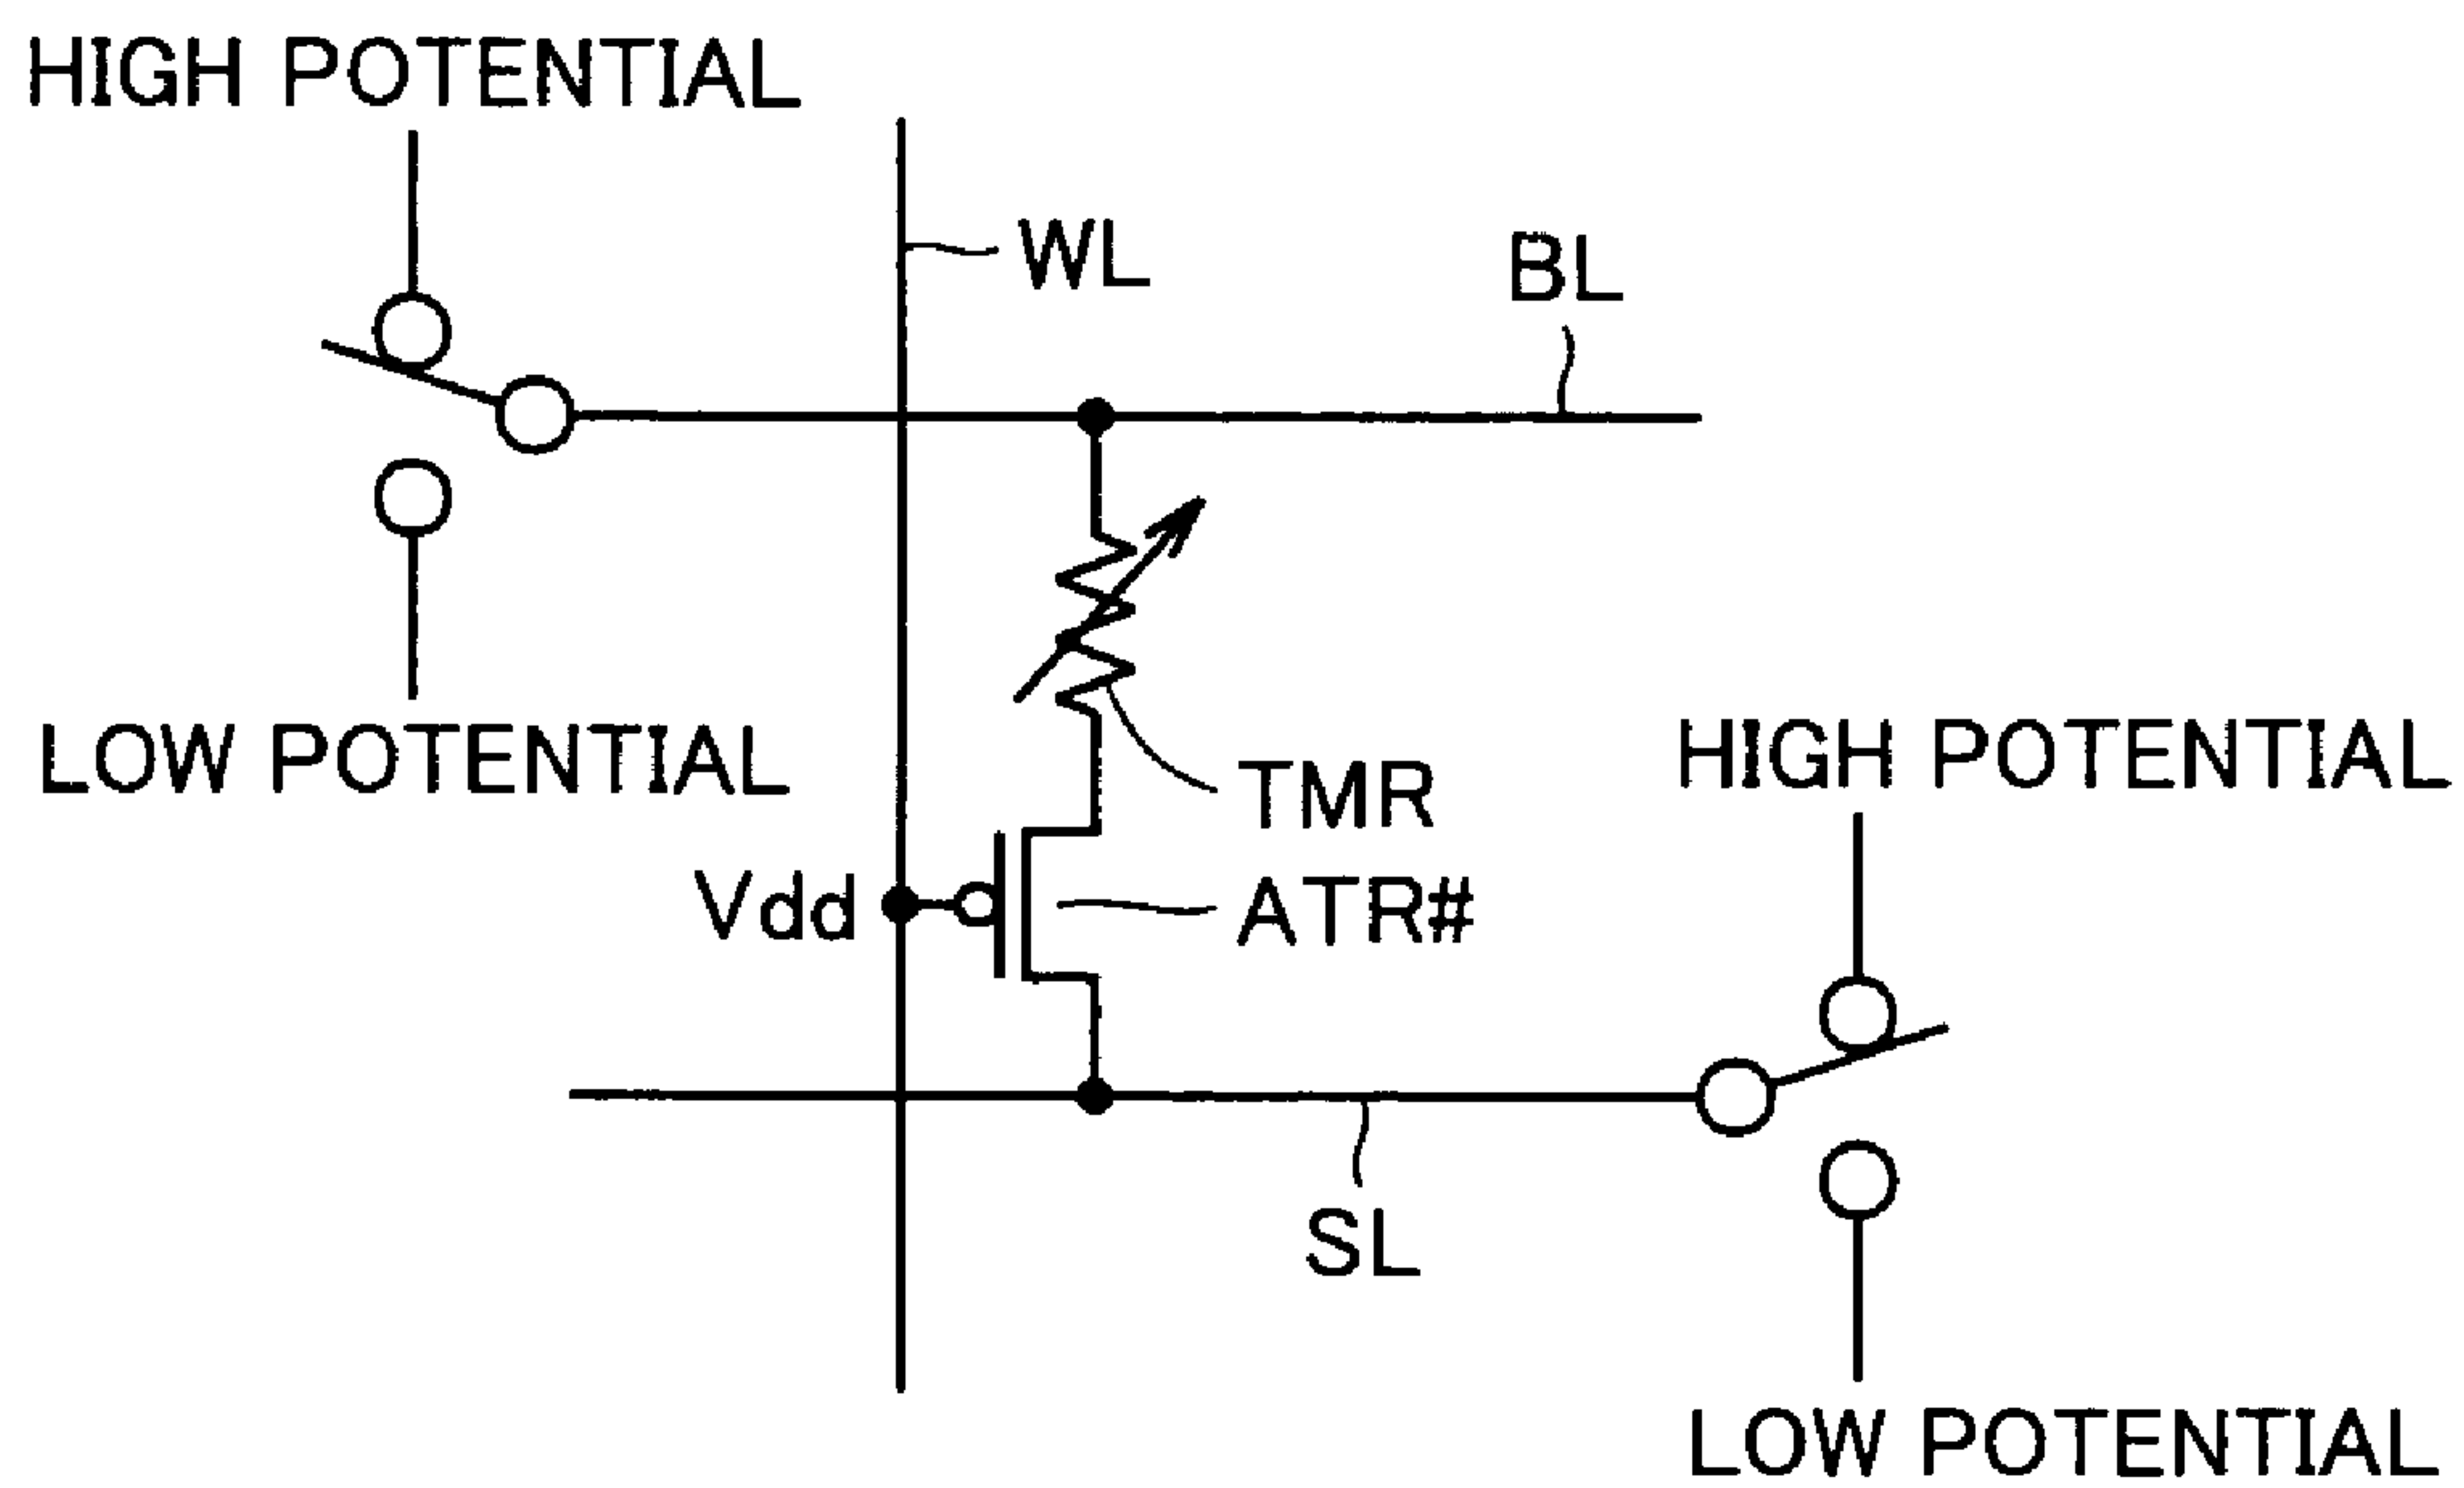 HIGH POTENTIAL
WL
BL
LOW POTENTIAL
TMR
HIGH POTENTIAL
Vdd
ATR#
SL
LOW POTENTIAL